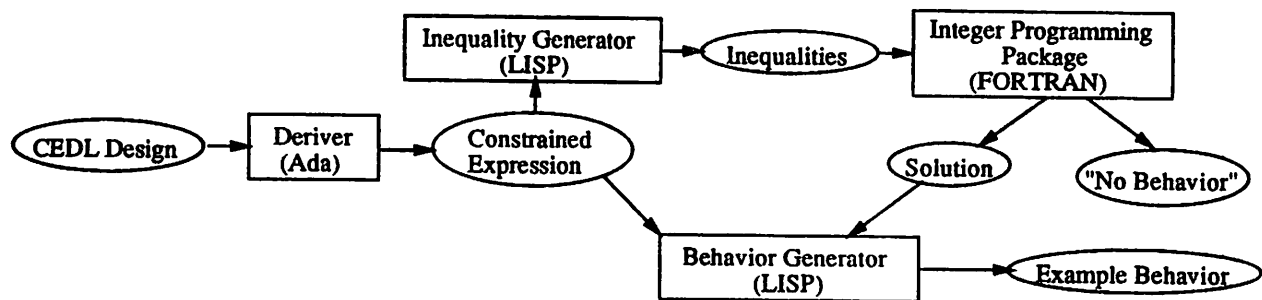 Inequality Generator
(LISP)
Inequalities
Integer Programming
Package
(FORTRAN)
CEDL Design
Deriver
(Ada)
Constrained
Expression
Solution
"No Behavior"
Behavior Generator
(LISP)
Example Behavior